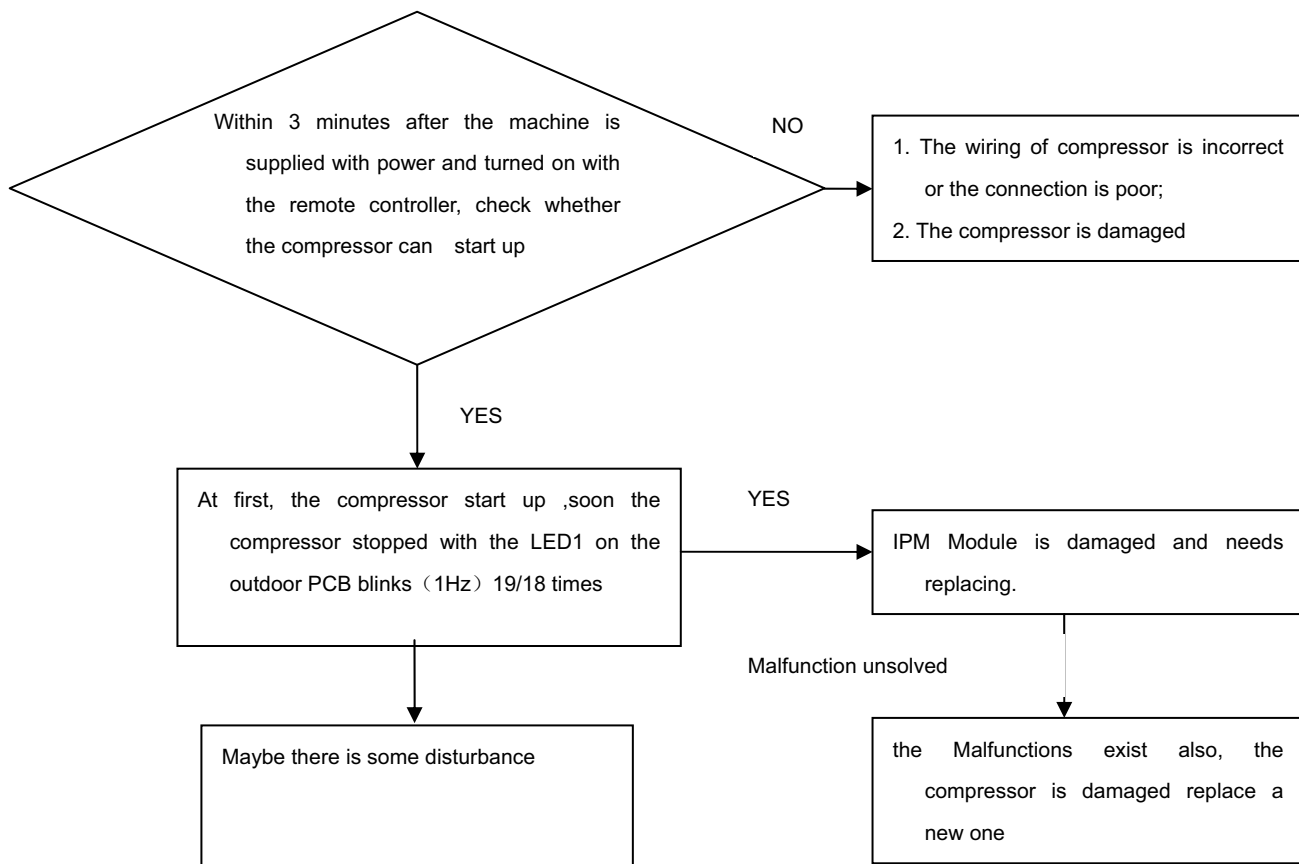 Within 3 minutes after the machine is
supplied with power and turned on with
the remote controller, check whether
the compressor can start up
NO
1. The wiring of compressor is incorrect
or the connection is poor;
2. The compressor is damaged
YES
At first, the compressor start up ,soon the
compressor stopped with the LED1 on the
outdoor PCB blinks（1Hz）19/18 times
YES
IPM Module is damaged and needs
replacing.
Malfunction unsolved
Maybe there is some disturbance
the Malfunctions exist also, the
compressor is damaged replace a
new one